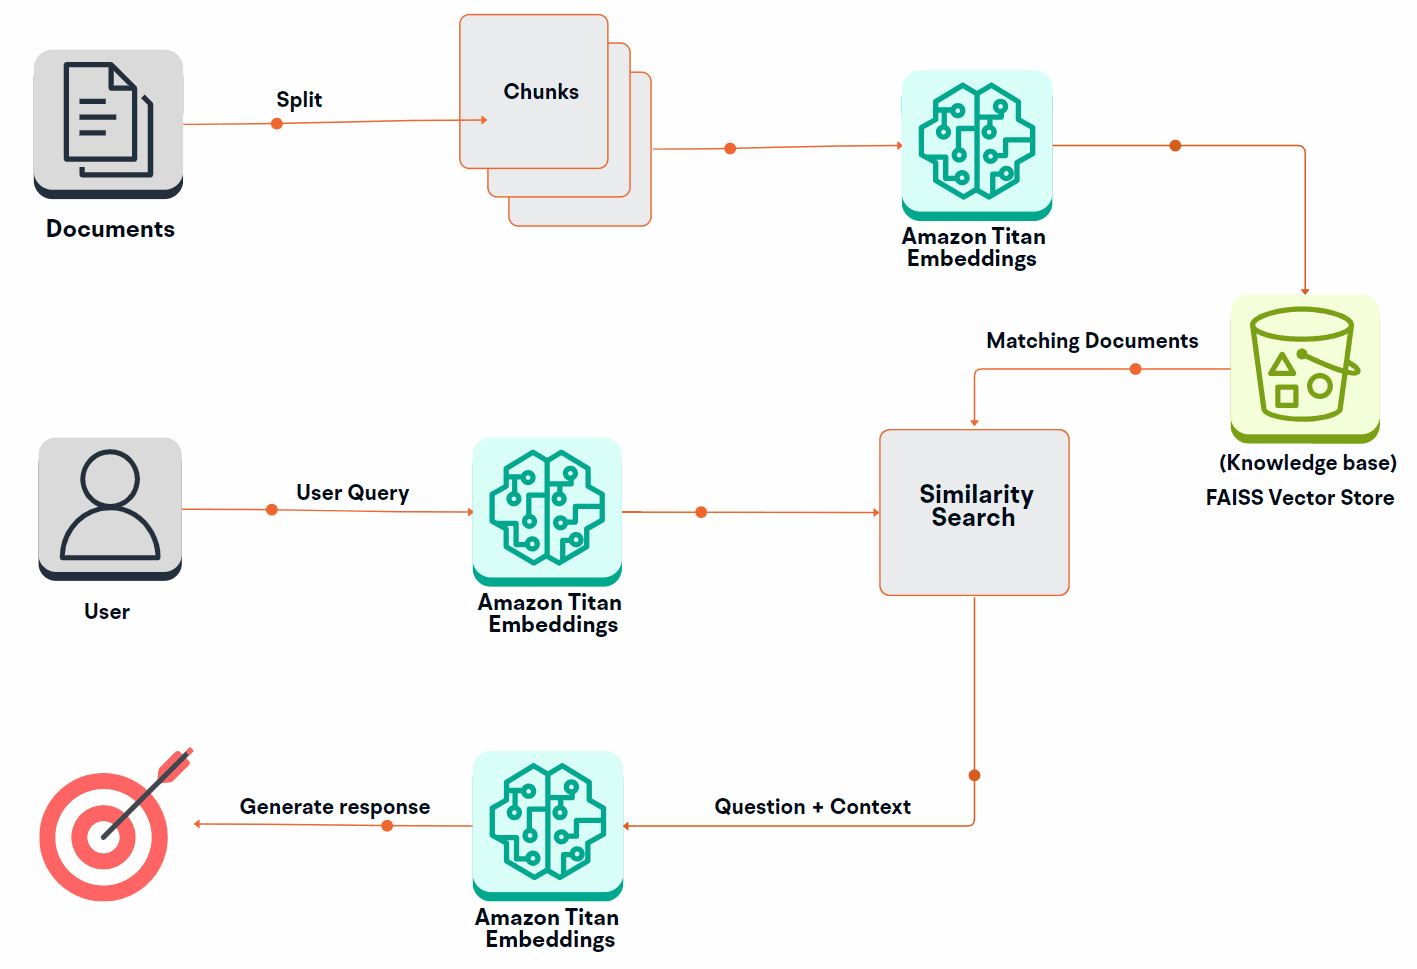 Split
Chunks
Documents
Amazon Titan
Embeddings
Matching Documents
(Knowledge base)
FAISS Vector Store
User Query
Similarity
Search
User
Amazon Titan
Embeddings
Generate response
Question + Context
Amazon Titan
Embeddings